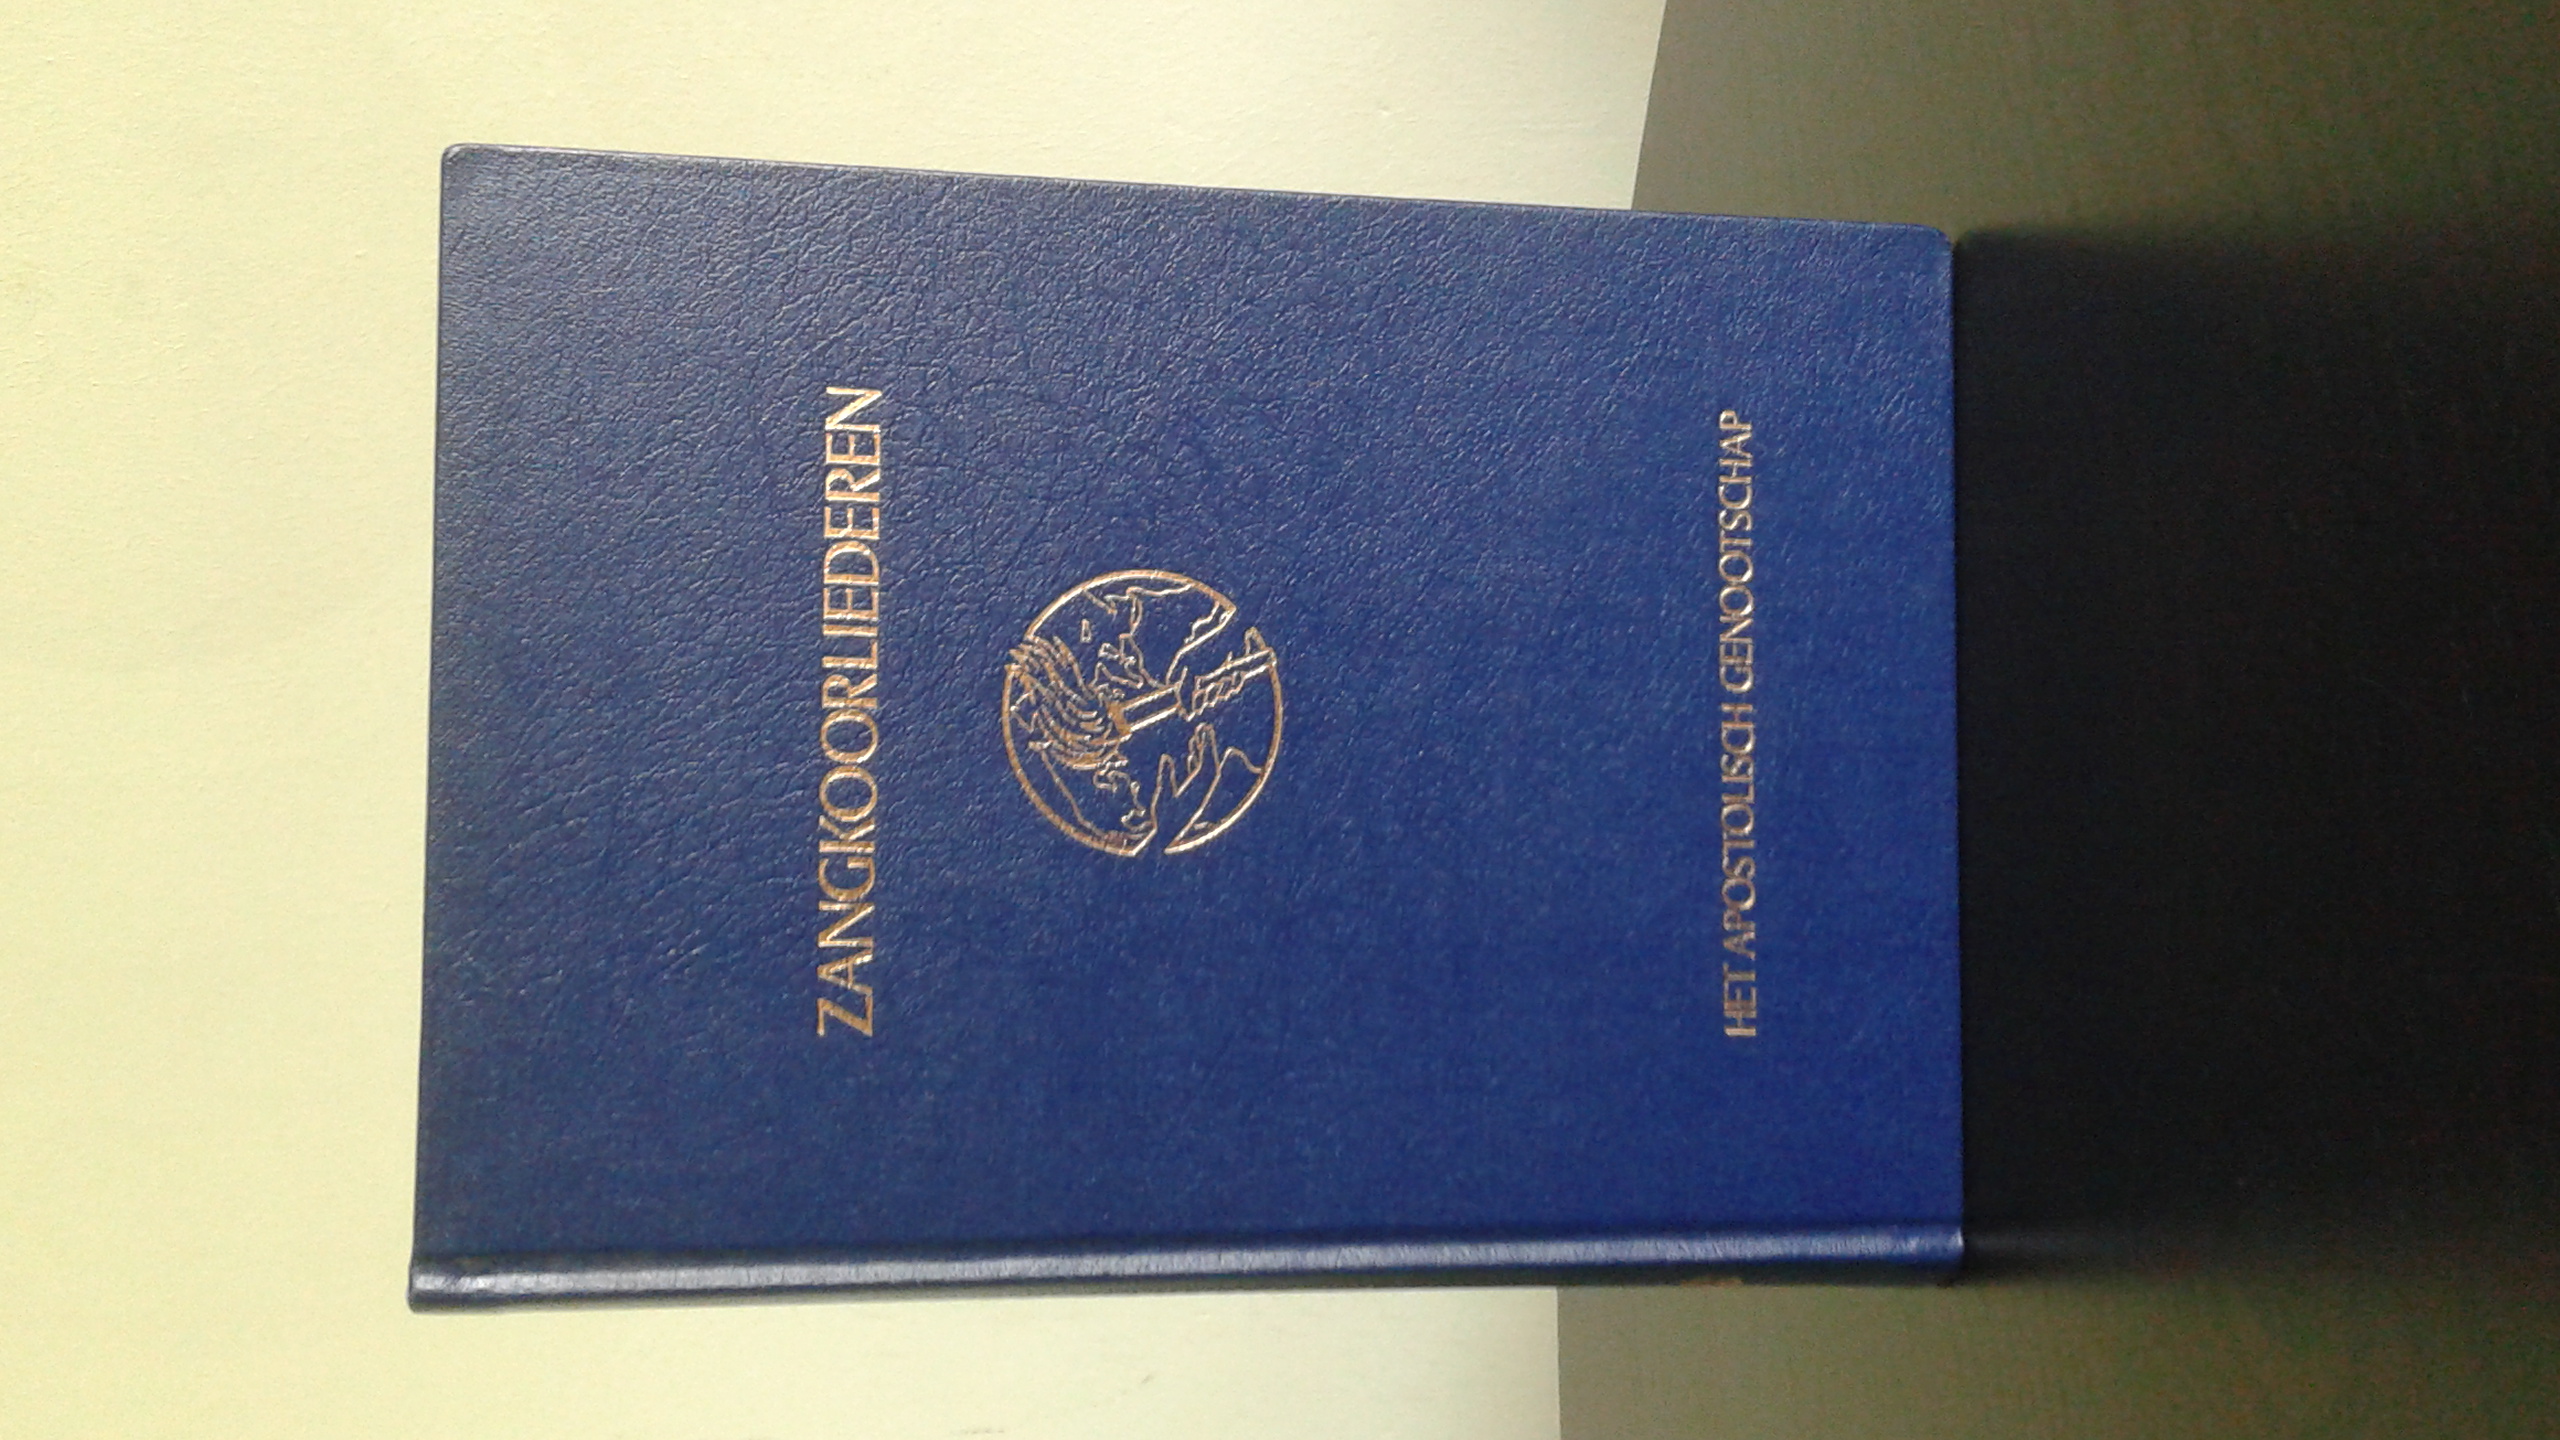 ZANGKOORLIEDEREN
HET APOSTOLISCH GENOOTSCHAP